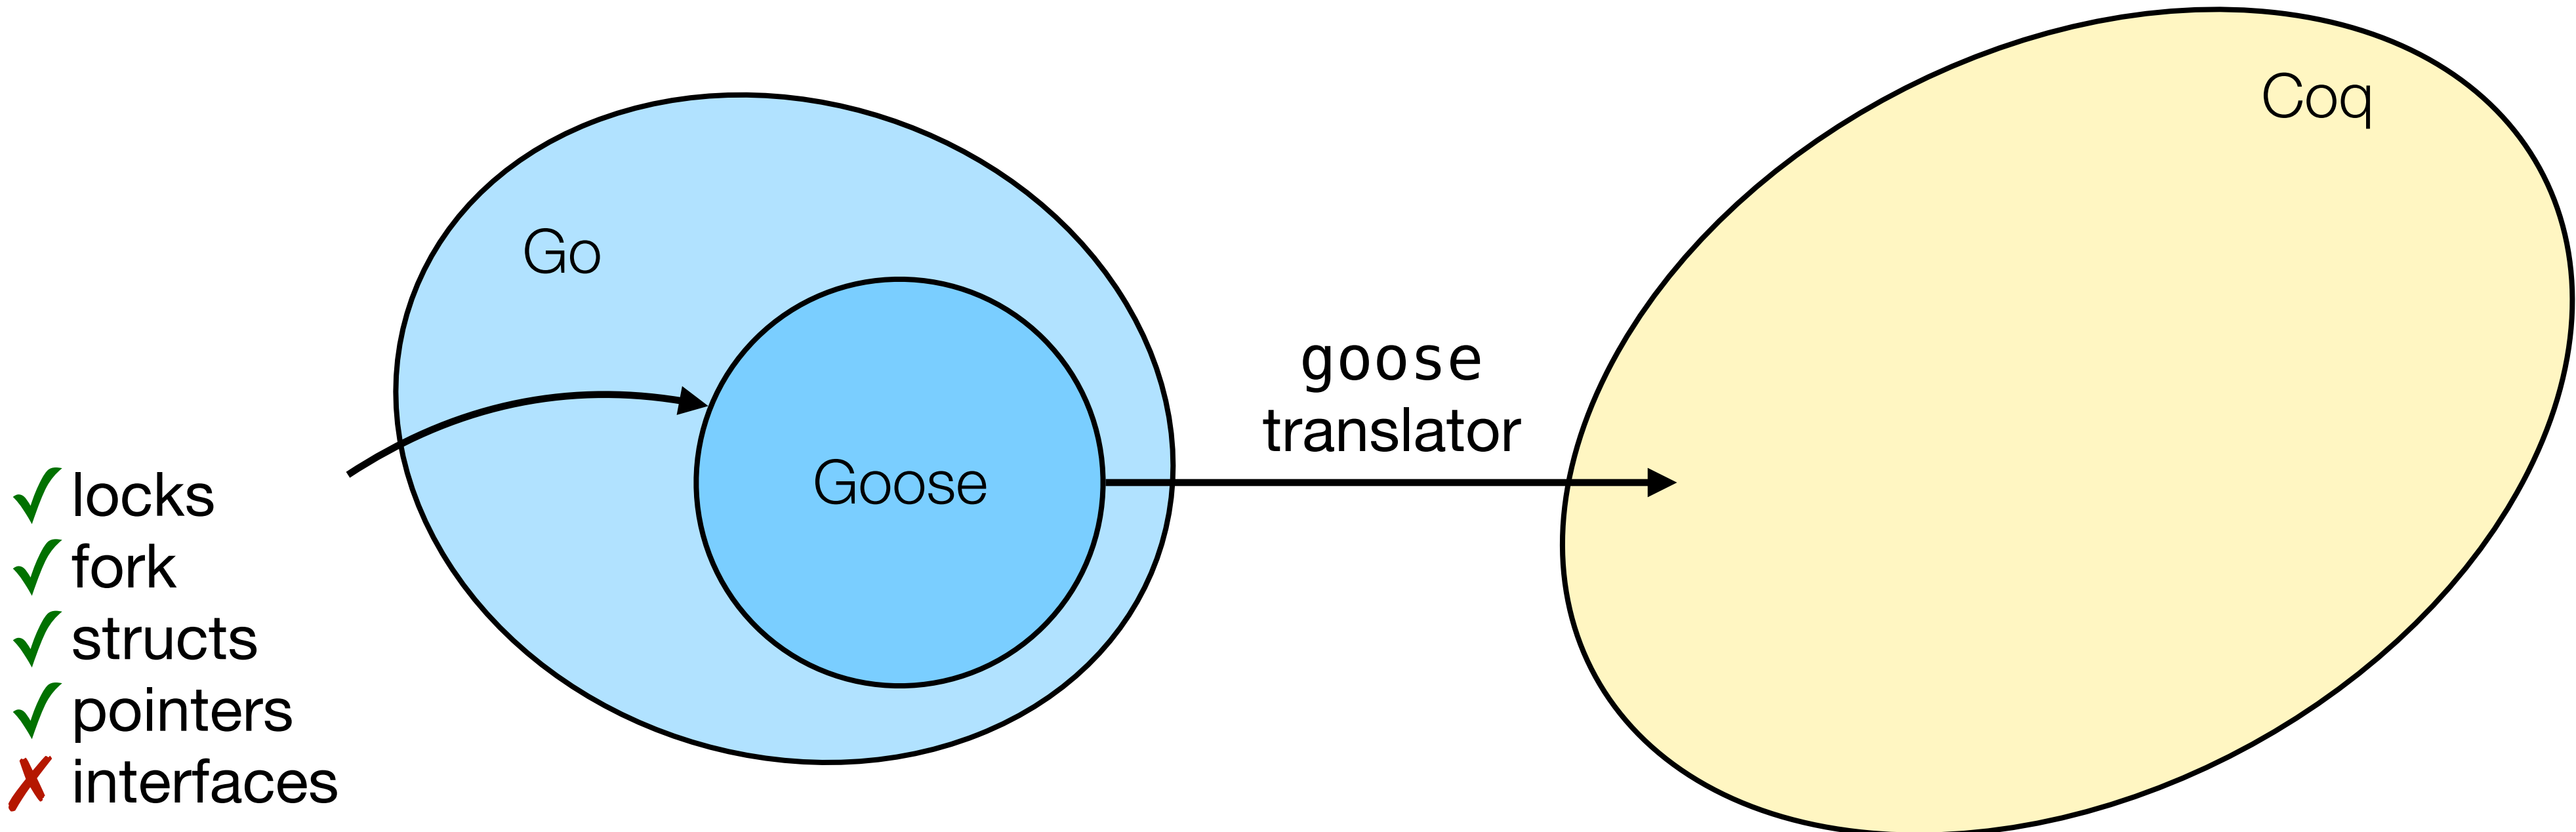 Go
Goose
✓ locks
✓ fork
✓ structs
✓ pointers
✗ interfaces
goose
translator
Coq